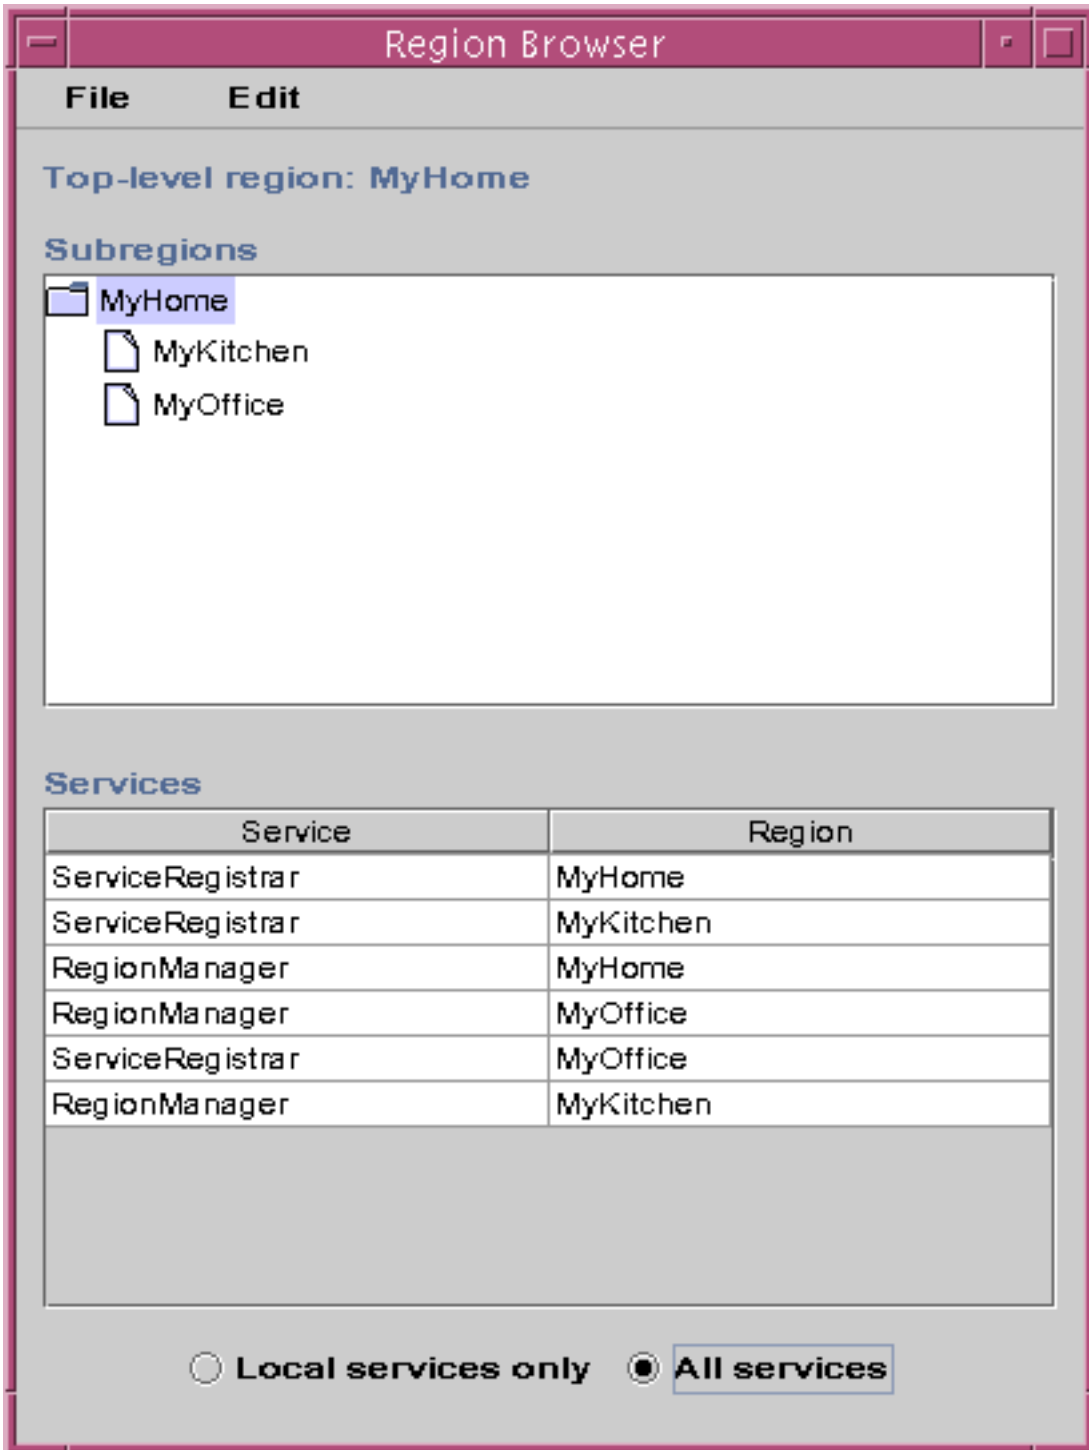 Region Browser
File Edit
Top-level region: MyHome
Subregions
MyHome
MyKitchen
MyOffice
Services
Service Region
ServiceRegistrar MyHome
ServiceRegistrar MyKitchen
RegionManager MyHome
RegionManager MyOffice
ServiceRegistrar MyOffice
RegionManager MyKitchen
Local services only All services